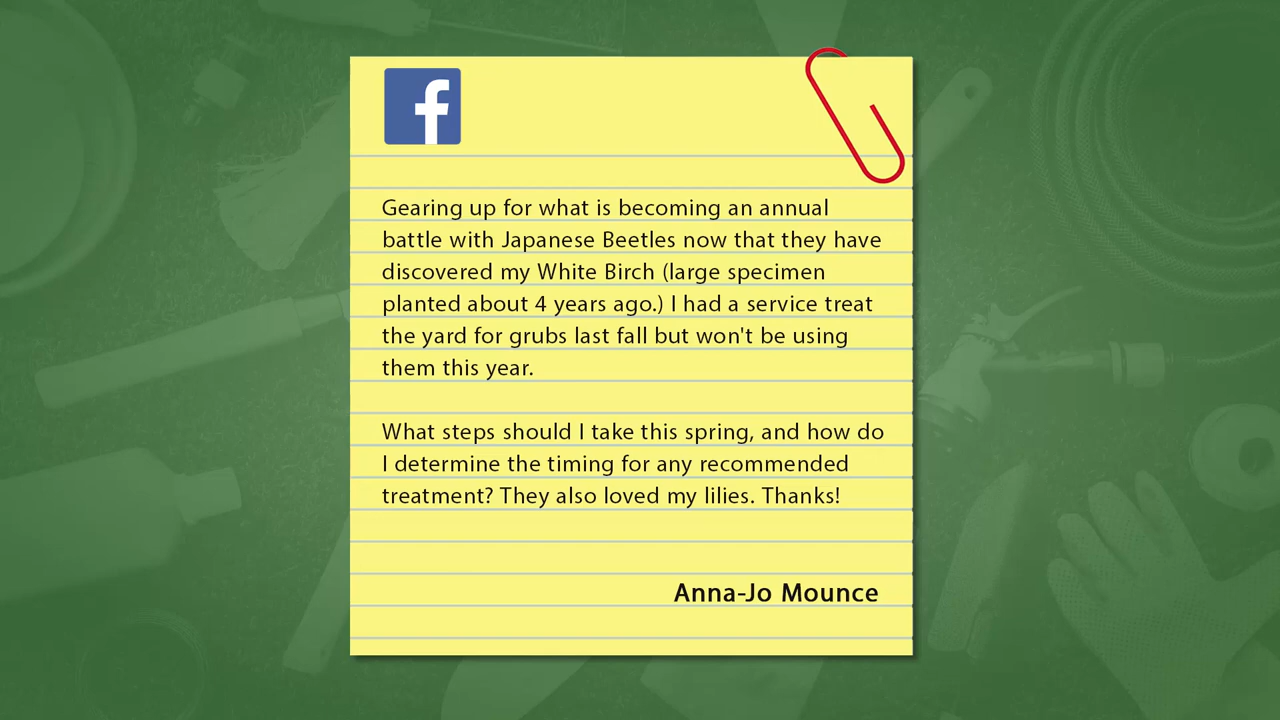 f
Gearing up for what is becoming an annual
battle with Japanese Beetles now that they have
discovered my White Birch (large specimen
planted about 4 years ago.) I had a service treat
the yard for grubs last fall but won't be using
them this year.
What steps should I take this spring, and how do
I determine the timing for any recommended
treatment? They also loved my lilies. Thanks!
Anna-Jo Mounce